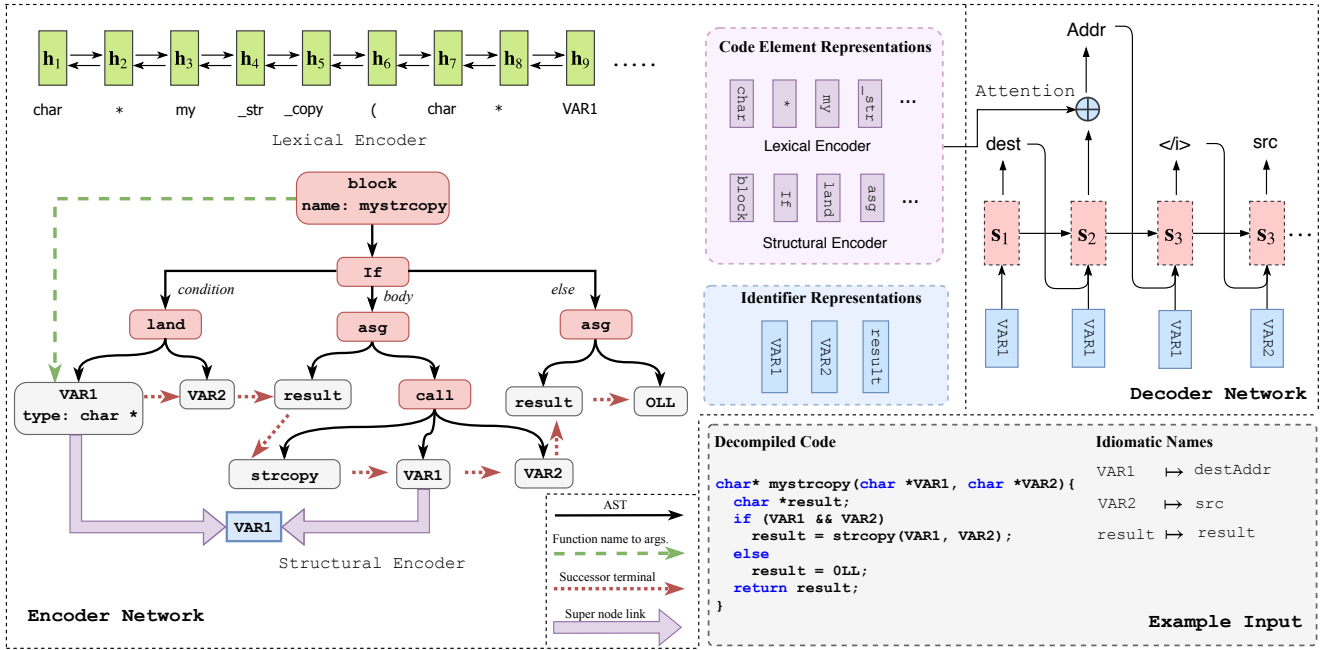 h1 h2 h3 h4 h5 h6 h7 h8 h9 .....
char * my _str _copy ( char * VAR1
Lexical Encoder
block
name: mystrcopy
If
condition body else
land asg asg
VAR1
type: char *
VAR2 result call result OLL
strcopy VAR1 VAR2
VAR1
Structural Encoder
Encoder Network
AST
Function name to args.
Successor terminal
Super node link
Code Element Representations
char * my _str ...
Lexical Encoder
block If land asg ...
Structural Encoder
Identifier Representations
VAR1 VAR2 result
Addr
Attention
dest </i> src
s1 s2 s3 s3 ...
VAR1 VAR1 VAR1 VAR2
Decoder Network
Decompiled Code
char* mystrcopy(char *VAR1, char *VAR2){
char *result;
if (VAR1 && VAR2)
result = strcopy(VAR1, VAR2);
else
result = 0LL;
return result;
}
Idiomatic Names
VAR1 ↦ destAddr
VAR2 ↦ src
result ↦ result
Example Input